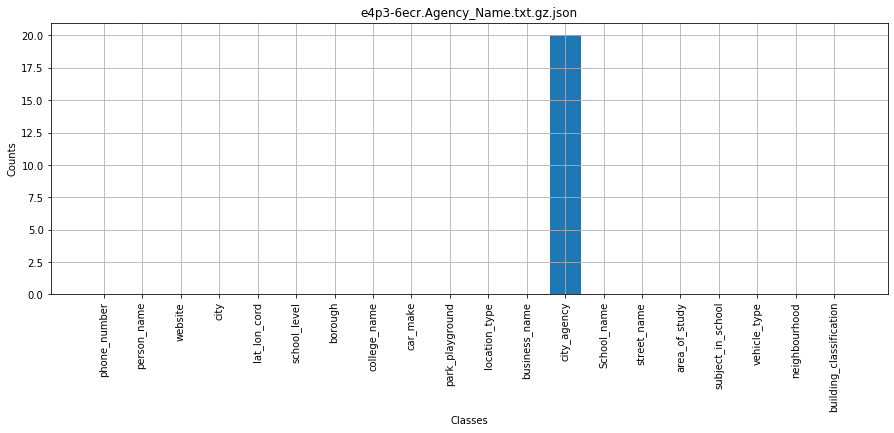 e4p3-6ecr.Agency_Name.txt.gz.json
20.0
17.5
15.0
12.5
10.0
7.5
5.0
2.5
0.0
Counts
phone_number
person_name
website
city
lat_lon_cord
school_level
borough
college_name
car_make
park_playground
location_type
business_name
city_agency
School_name
street_name
area_of_study
subject_in_school
vehicle_type
neighbourhood
building_classification
Classes